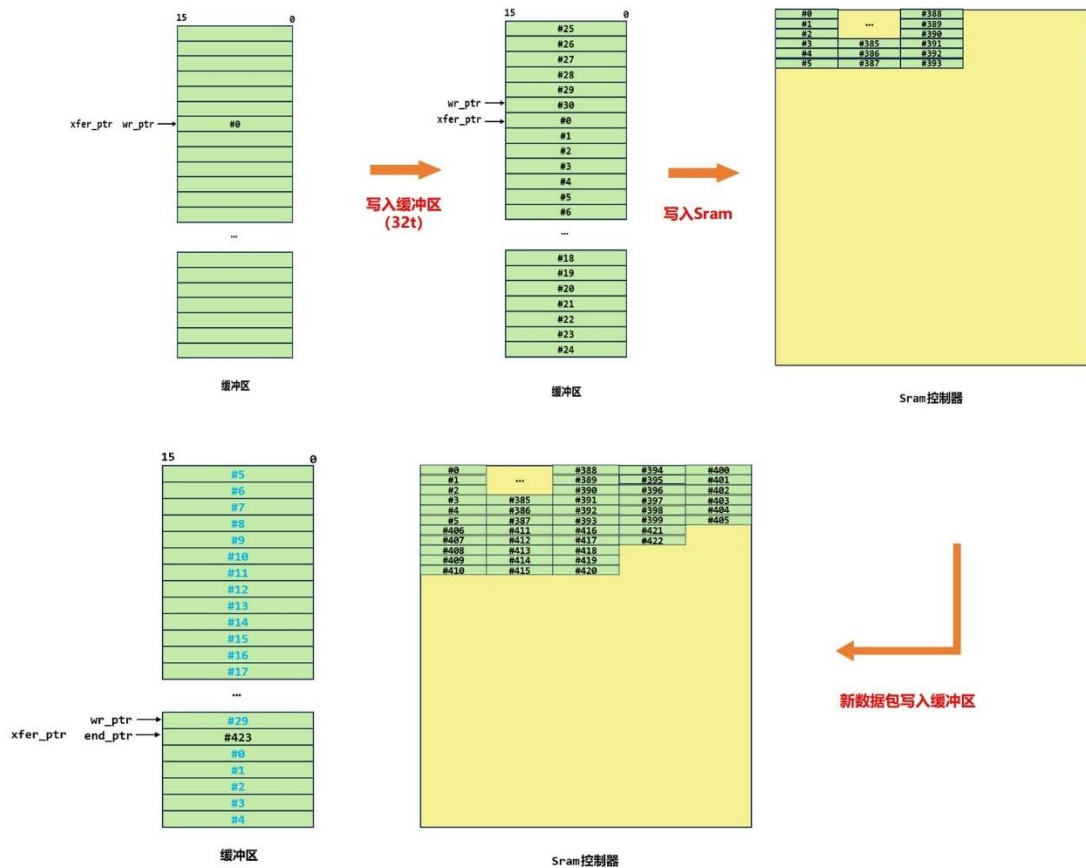 15 0
xfer_ptr wr_ptr
#0
...
缓冲区
写入缓冲区
(32t)
15 0
#25
#26
#27
#28
#29
wr_ptr
#30
xfer_ptr
#0
#1
#2
#3
#4
#5
#6
...
#18
#19
#20
#21
#22
#23
#24
缓冲区
写入Sram
#0 ... #388
#1 #389
#2 #390
#3 #385 #391
#4 #386 #392
#5 #387 #393
Sram控制器
15 0
#5
#6
#7
#8
#9
#10
#11
#12
#13
#14
#15
#16
#17
...
wr_ptr
#29
xfer_ptr end_ptr
#423
#0
#1
#2
#3
#4
缓冲区
#0 ... #388 #394 #400
#1 #389 #395 #401
#2 #390 #396 #402
#3 #385 #391 #397 #403
#4 #386 #392 #398 #404
#5 #387 #393 #399 #405
#406 #411 #416 #421
#407 #412 #417 #422
#408 #413 #418
#409 #414 #419
#410 #415 #420
Sram控制器
新数据包写入缓冲区